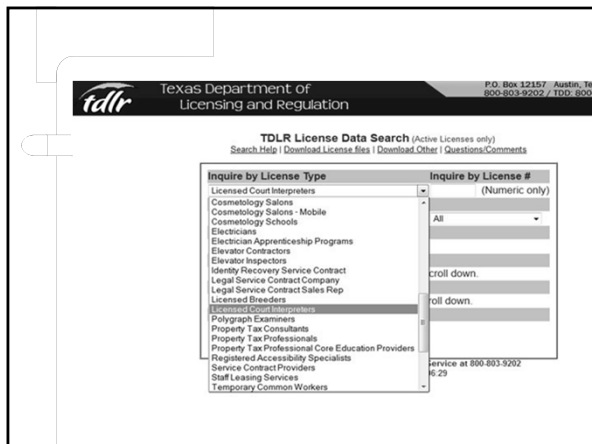 tdlr
Texas Department of
Licensing and Regulation
P.O. Box 12157 Austin, Te
800-803-9202 / TDD: 800
TDLR License Data Search (Active Licenses only)
Search Help | Download License files | Download Other | Questions/Comments
Inquire by License Type Inquire by License #
Licensed Court Interpreters (Numeric only)
Cosmetology Salons
Cosmetology Salons - Mobile
Cosmetology Schools
All
Electricians
Electrician Apprenticeship Programs
Elevator Contractors
Elevator Inspectors
Identity Recovery Service Contract
croll down.
Legal Service Contract Company
Legal Service Contract Sales Rep
Licensed Breeders
roll down.
Licensed Court Interpreters
Polygraph Examiners
Property Tax Consultants
Property Tax Professionals
Property Tax Professional Core Education Providers
Registered Accessibility Specialists
Service Contract Providers
ervice at 800-803-9202
Staff Leasing Services
6:29
Temporary Common Workers